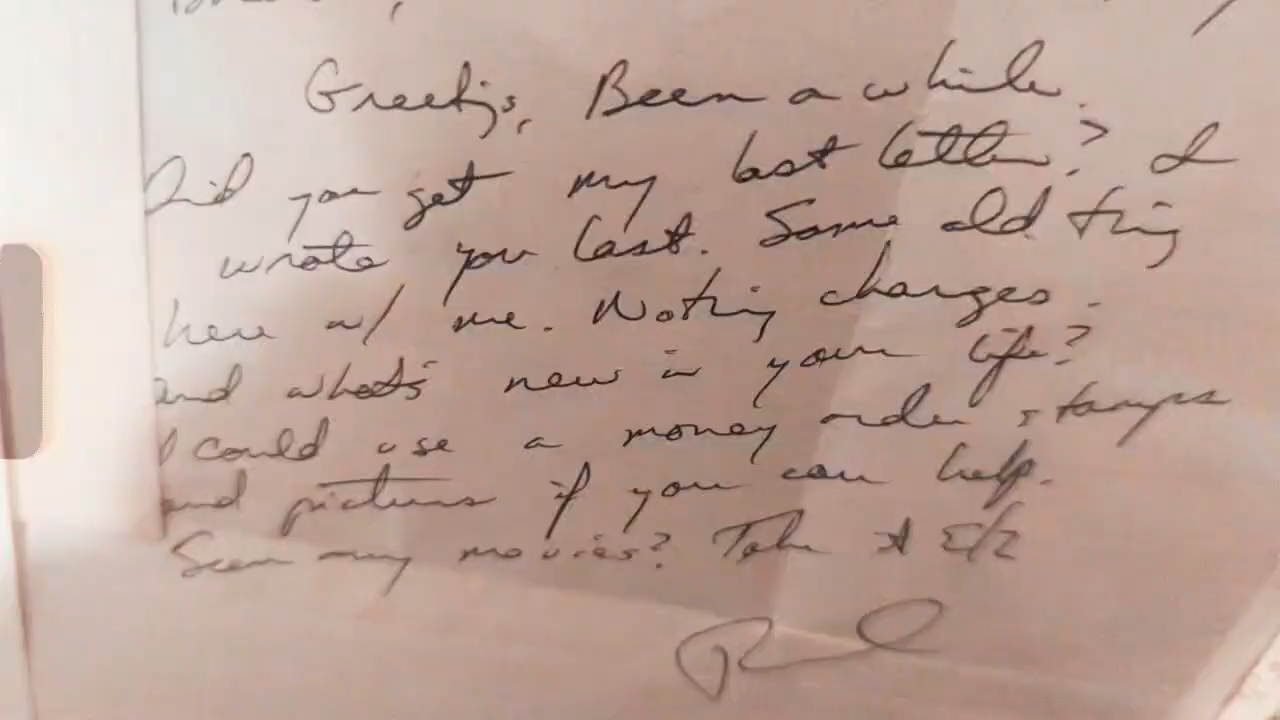 Greetings, Been a while.
Did you get my last letter? I
wrote you last. Same old thing
here w/ me. Nothing changes.
and what's new in your life?
I could use a money order, stamps
and pictures if you can help.
Seen any movies? Take it EZ